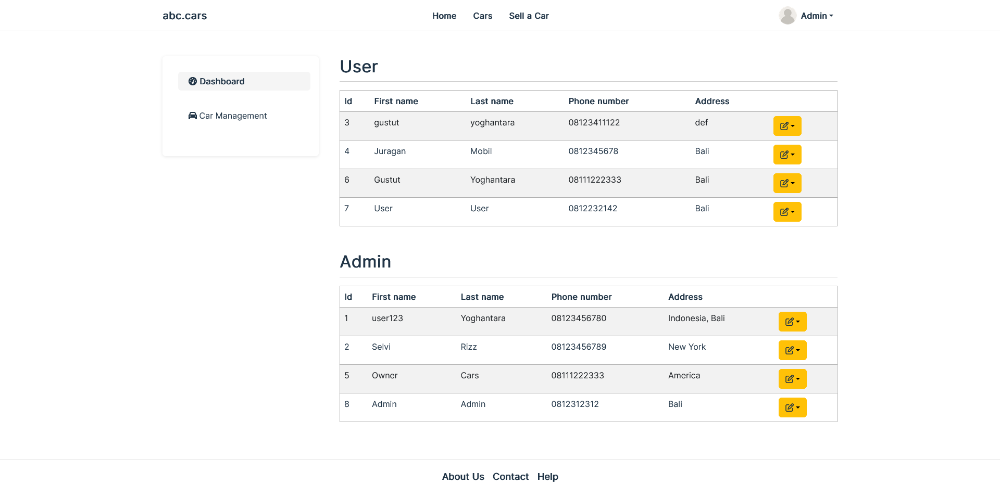 abc.cars Home Cars Sell a Car Admin
Dashboard
Car Management
User
Id First name Last name Phone number Address
3 gustut yoghantara 08123411122 def
4 Juragan Mobil 0812345678 Bali
6 Gustut Yoghantara 08111222333 Bali
7 User User 0812232142 Bali
Admin
Id First name Last name Phone number Address
1 user123 Yoghantara 08123456780 Indonesia, Bali
2 Selvi Rizz 08123456789 New York
5 Owner Cars 08111222333 America
8 Admin Admin 0812312312 Bali
About Us Contact Help